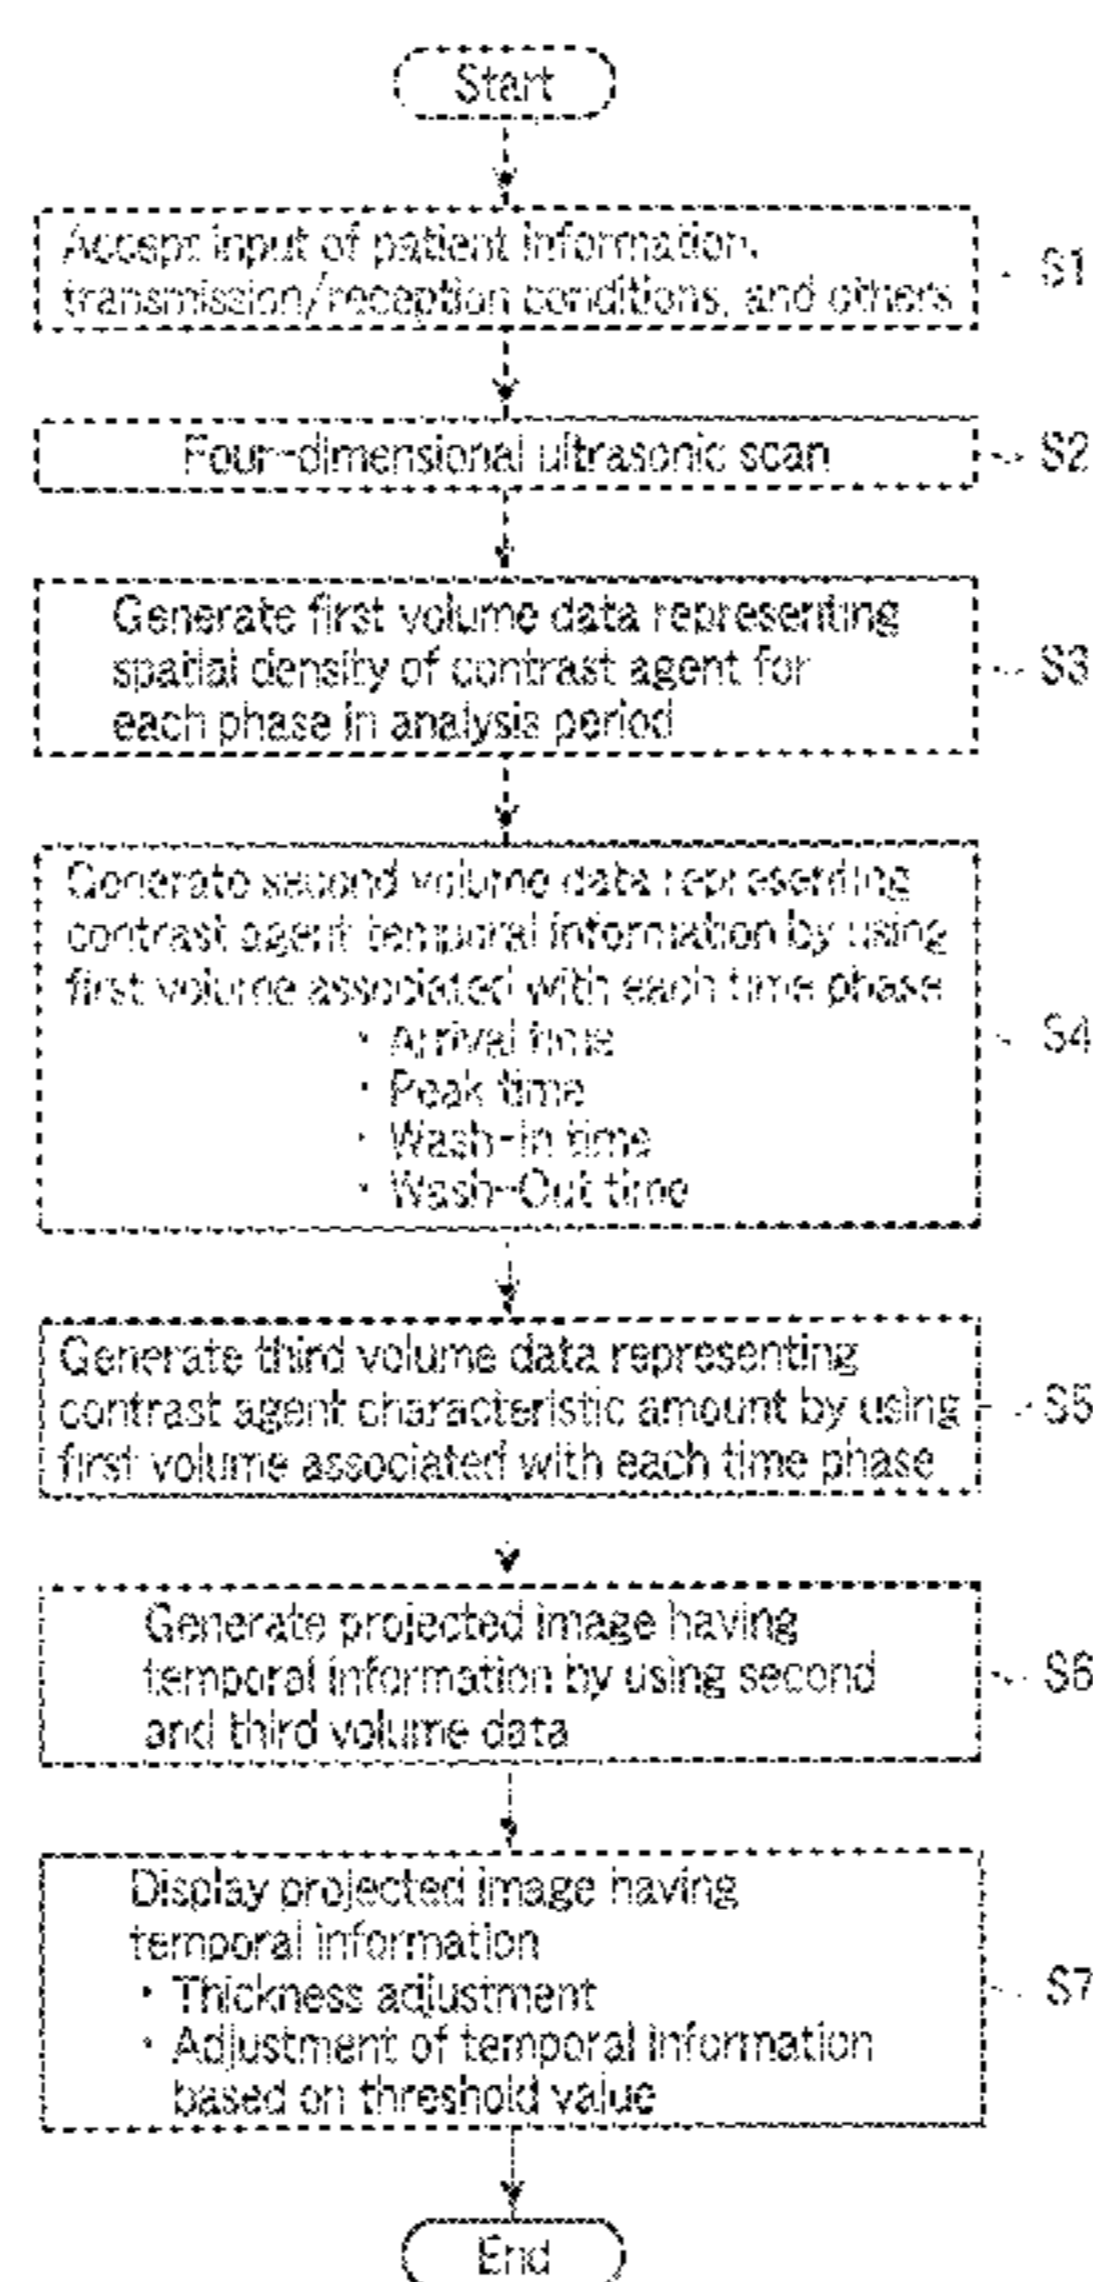 Start
Accept input of patient information,
transmission/reception conditions, and others
S1
Four-dimensional ultrasonic scan
S2
Generate first volume data representing
spatial density of contrast agent for
each phase in analysis period
S3
Generate second volume data representing
contrast agent temporal information by using
first volume associated with each time phase
・ Arrival time
・ Peak time
・ Wash-in time
・ Wash-Out time
S4
Generate third volume data representing
contrast agent characteristic amount by using
first volume associated with each time phase
S5
Generate projected image having
temporal information by using second
and third volume data
S6
Display projected image having
temporal information
・ Thickness adjustment
・ Adjustment of temporal information
based on threshold value
S7
End